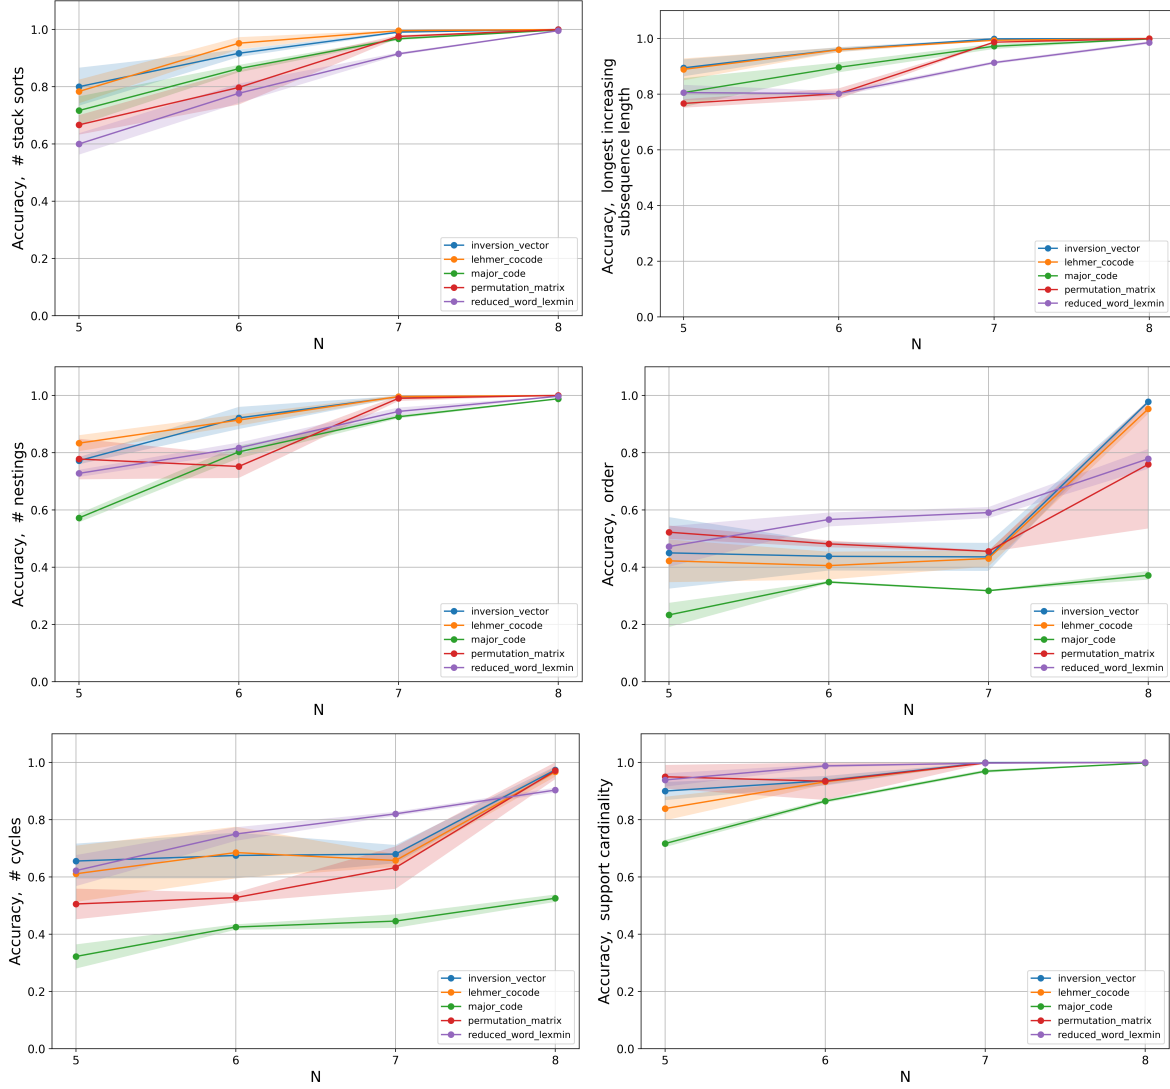 Accuracy, # stack sorts
1.0
0.8
0.6
0.4
0.2
0.0
5 6 7 8
N
inversion_vector
lehmer_cocode
major_code
permutation_matrix
reduced_word_lexmin
Accuracy, longest increasing
subsequence length
1.0
0.8
0.6
0.4
0.2
0.0
5 6 7 8
N
inversion_vector
lehmer_cocode
major_code
permutation_matrix
reduced_word_lexmin
Accuracy, # nestings
1.0
0.8
0.6
0.4
0.2
0.0
5 6 7 8
N
inversion_vector
lehmer_cocode
major_code
permutation_matrix
reduced_word_lexmin
Accuracy, order
1.0
0.8
0.6
0.4
0.2
0.0
5 6 7 8
N
inversion_vector
lehmer_cocode
major_code
permutation_matrix
reduced_word_lexmin
Accuracy, # cycles
1.0
0.8
0.6
0.4
0.2
0.0
5 6 7 8
N
inversion_vector
lehmer_cocode
major_code
permutation_matrix
reduced_word_lexmin
Accuracy, support cardinality
1.0
0.8
0.6
0.4
0.2
0.0
5 6 7 8
N
inversion_vector
lehmer_cocode
major_code
permutation_matrix
reduced_word_lexmin